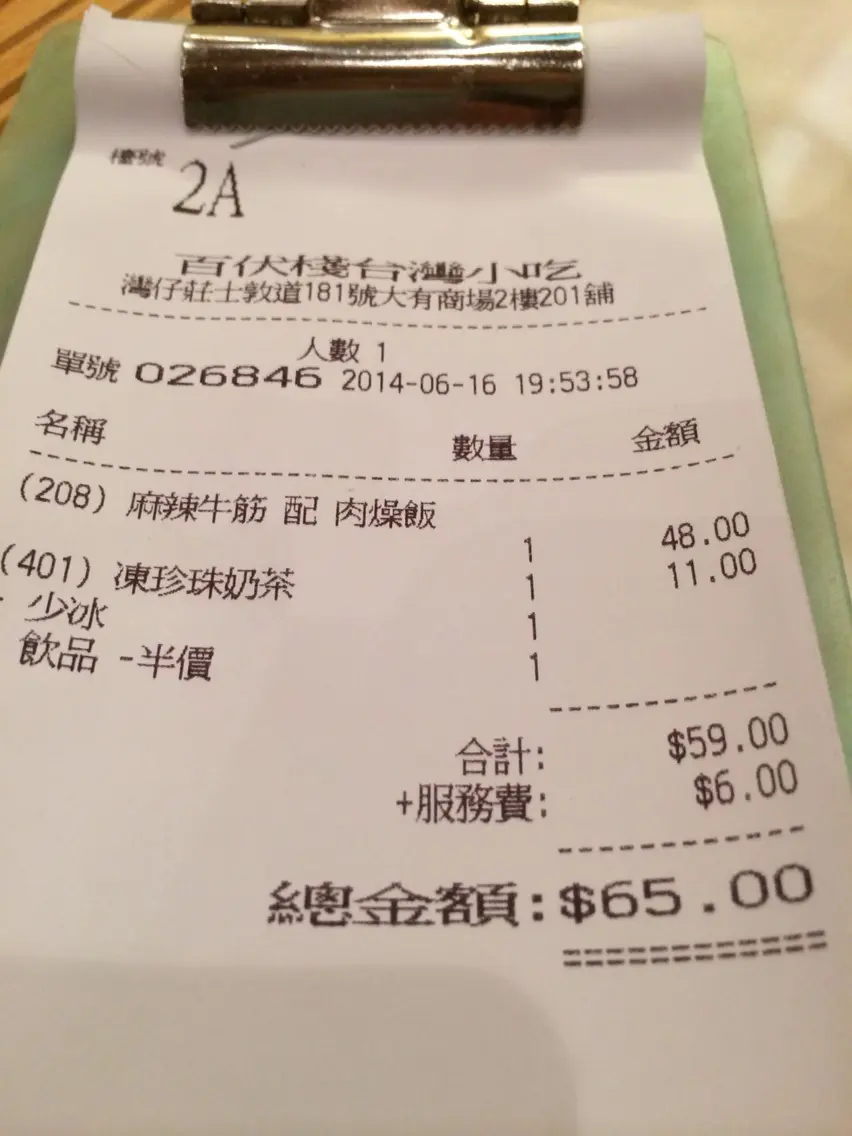 檯號
2A
百伏棧台灣小吃
灣仔莊士敦道181號大有商場2樓201舖
人數 1
單號 026846 2014-06-16 19:53:58
名稱 數量 金額
(208) 麻辣牛筋 配 肉燥飯
1 48.00
(401) 凍珍珠奶茶 1 11.00
少冰 1
飲品 -半價 1
合計: $59.00
+服務費: $6.00
總金額:$65.00